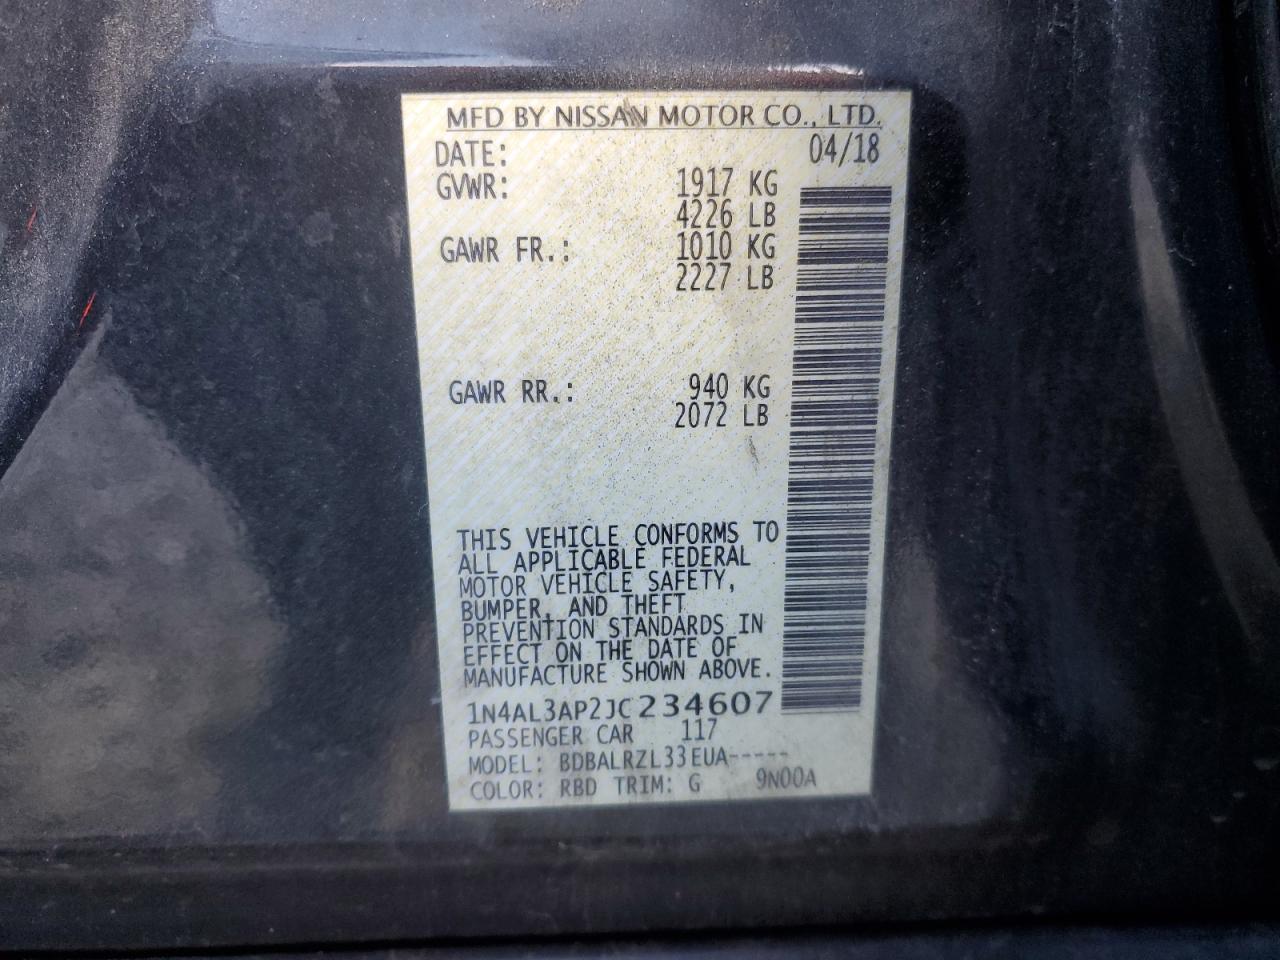 MFD BY NISSAN MOTOR CO., LTD.
DATE: 04/18
GVWR: 1917 KG
4226 LB
GAWR FR.: 1010 KG
2227 LB
GAWR RR.: 940 KG
2072 LB
THIS VEHICLE CONFORMS TO
ALL APPLICABLE FEDERAL
MOTOR VEHICLE SAFETY,
BUMPER, AND THEFT
PREVENTION STANDARDS IN
EFFECT ON THE DATE OF
MANUFACTURE SHOWN ABOVE.
1N4AL3AP2JC234607
PASSENGER CAR 117
MODEL: BDBALRZL33EUA-----
COLOR: RBD TRIM: G 9N00A